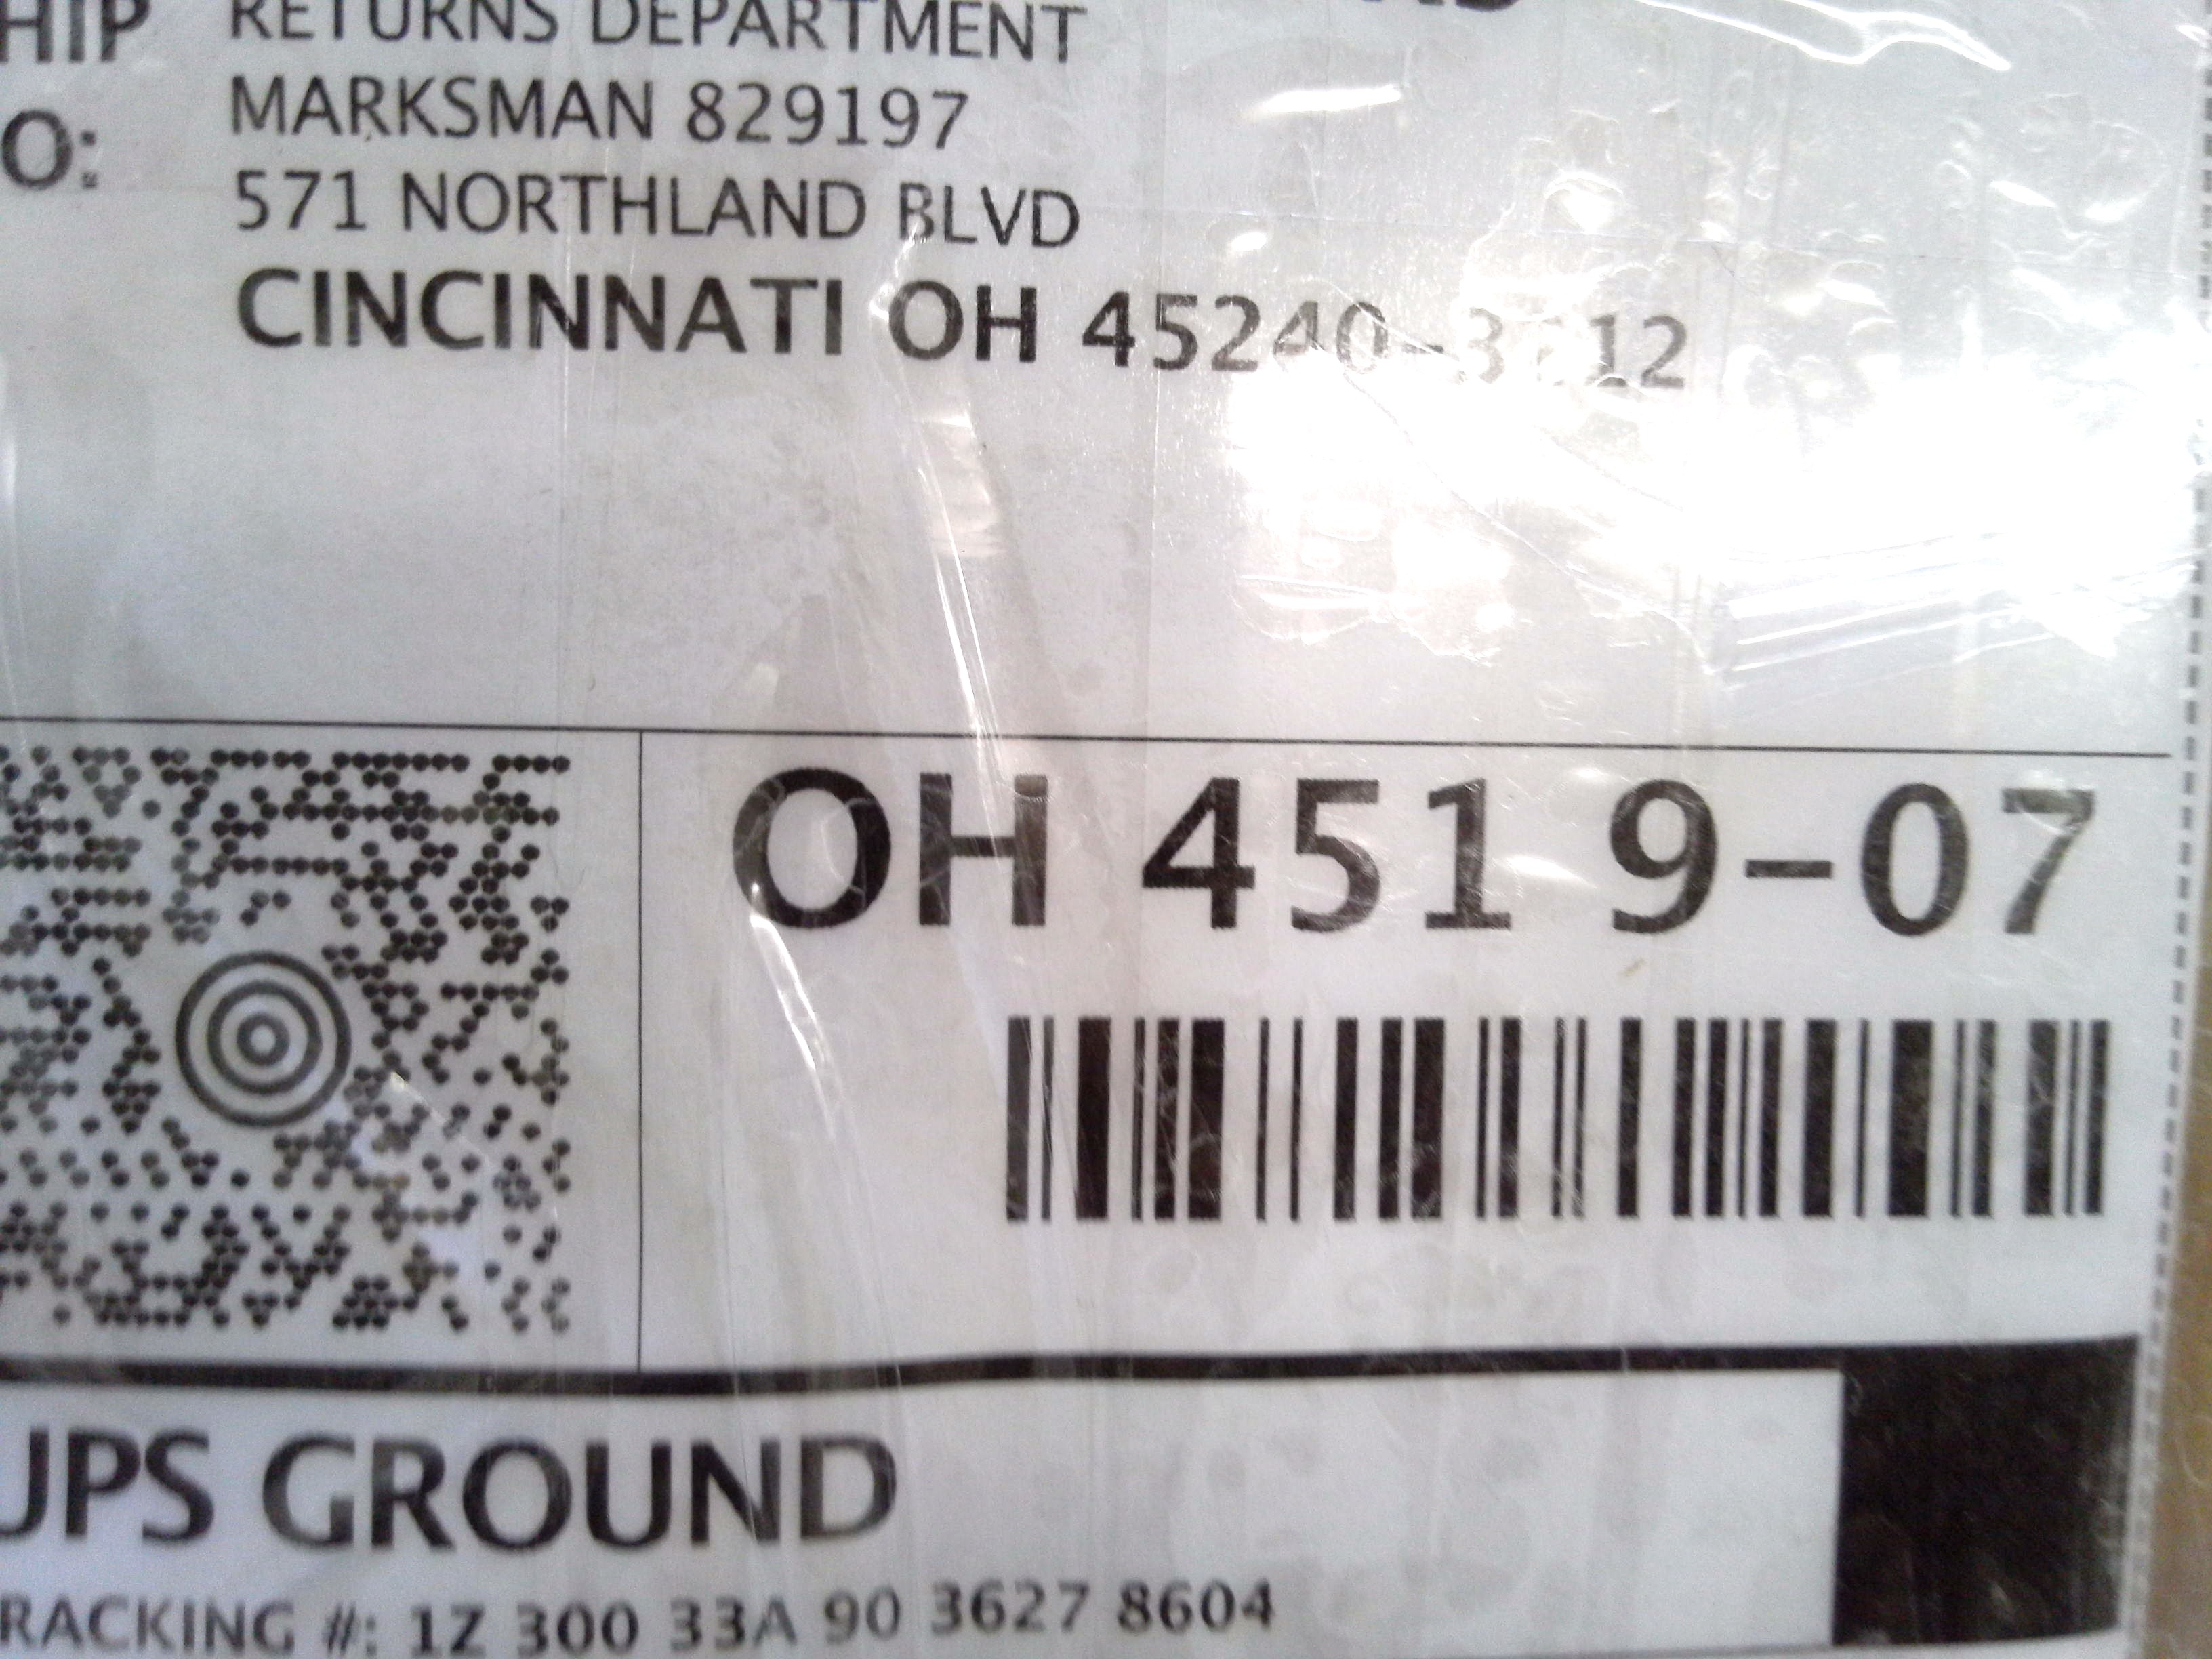 HIP RETURNS DEPARTMENT
O: MARKSMAN 829197
571 NORTHLAND BLVD
CINCINNATI OH
OH 451 9-07
UPS GROUND
RACKING #: 1Z 300 33A 90 3627 8604